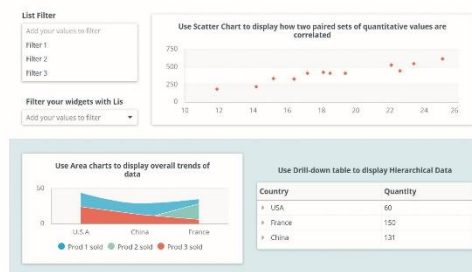 List Filter
Add your values to filter
Filter 1
Filter 2
Filter 3
Filter your widgets with Lis
Add your values to filter
Use Scatter Chart to display how two paired sets of quantitative values are
correlated
750
500
250
0
10 12 14 16 18 20 22 24 26
Use Area charts to display overall trends of
data
50
0
U.S.A China France
Prod 1 sold Prod 2 sold Prod 3 sold
Use Drill-down table to display Hierarchical Data
Country Quantity
USA 60
France 150
China 131